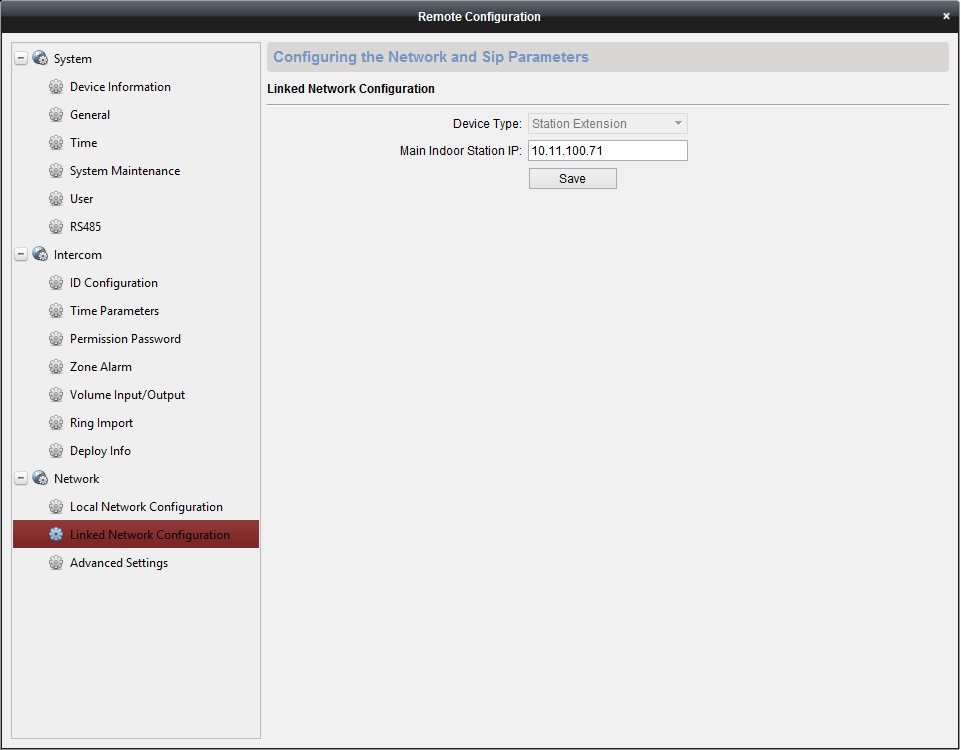 Remote Configuration
System
Device Information
General
Time
System Maintenance
User
RS485
Intercom
ID Configuration
Time Parameters
Permission Password
Zone Alarm
Volume Input/Output
Ring Import
Deploy Info
Network
Local Network Configuration
Linked Network Configuration
Advanced Settings
Configuring the Network and Sip Parameters
Linked Network Configuration
Device Type: Station Extension
Main Indoor Station IP: 10.11.100.71
Save